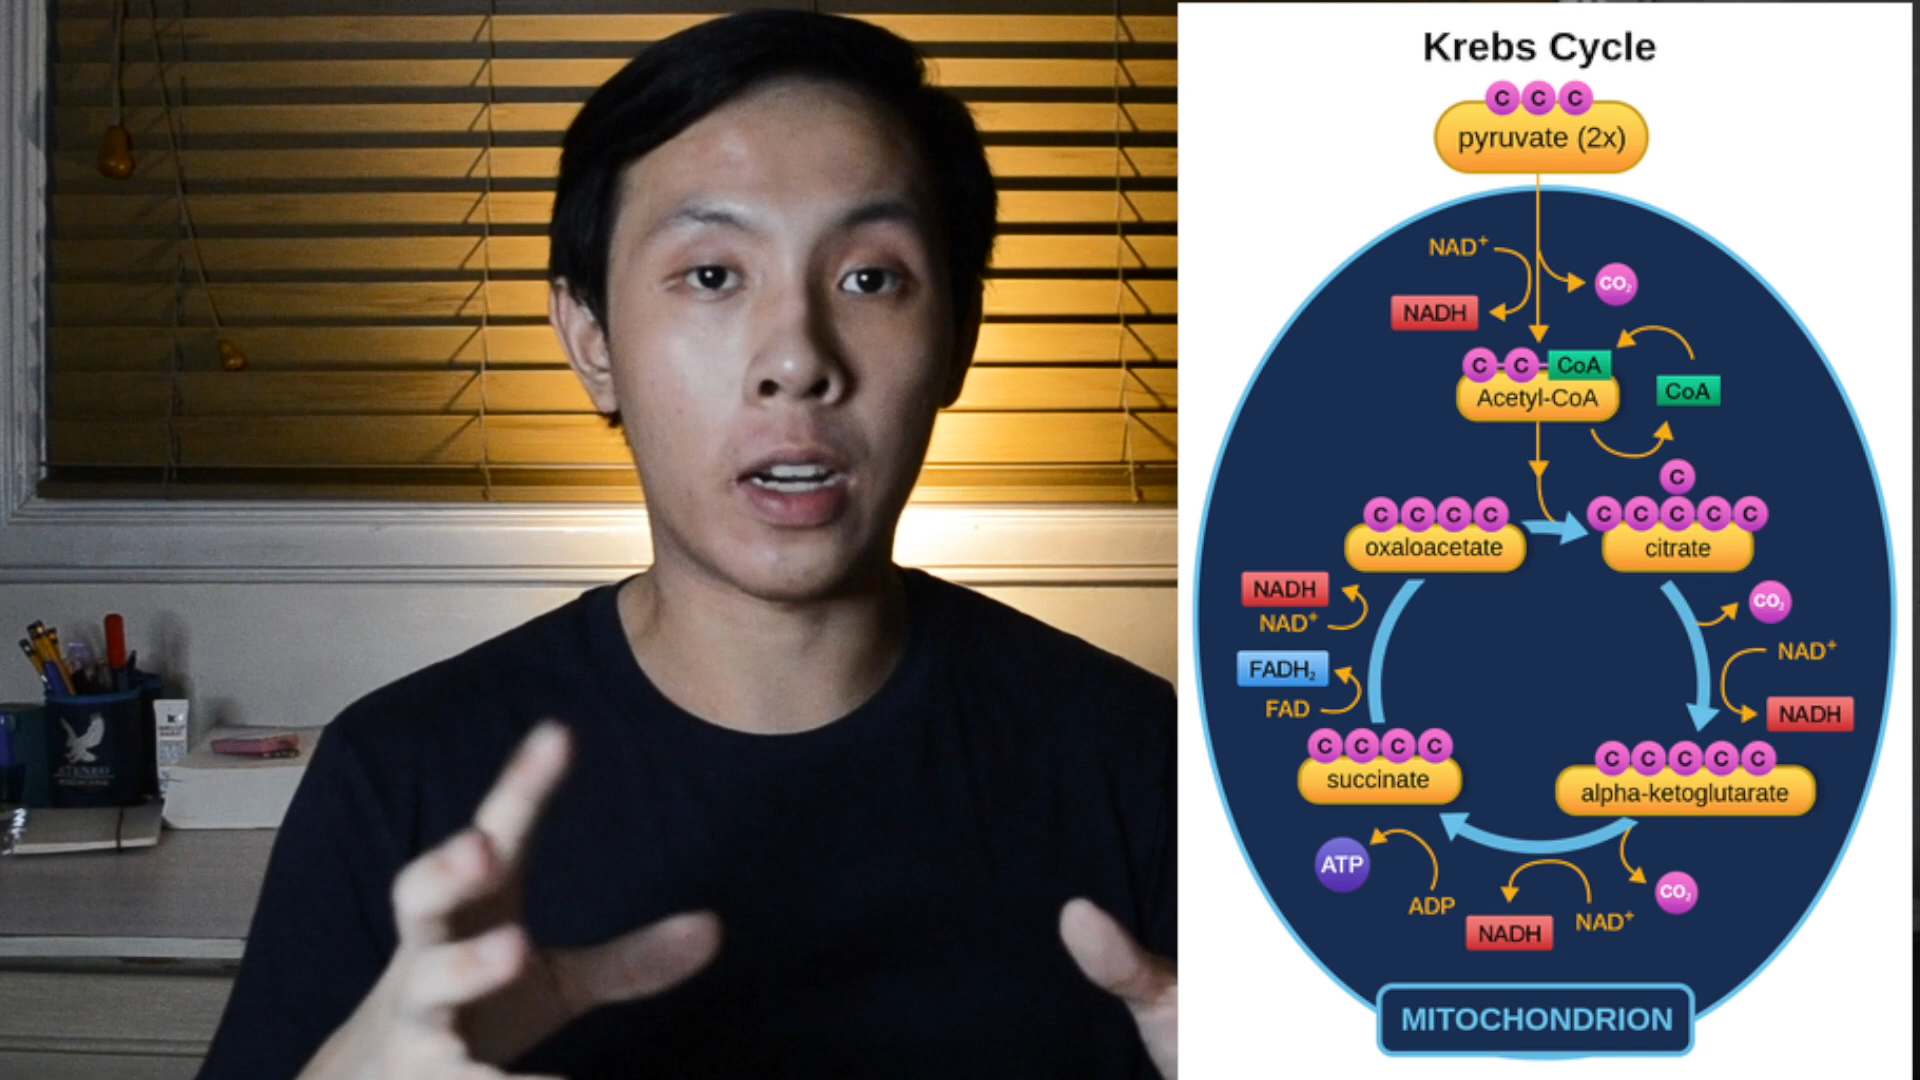 Krebs Cycle
C C C
pyruvate (2x)
NAD⁺
CO₂
NADH
C C CoA
Acetyl-CoA
CoA
C
C C C C
C C C C C
oxaloacetate
citrate
NADH
NAD⁺
CO₂
NAD⁺
FADH₂
FAD
NADH
C C C C
succinate
C C C C C
alpha-ketoglutarate
ATP
ADP
NADH
NAD⁺
CO₂
MITOCHONDRION
ATENEO